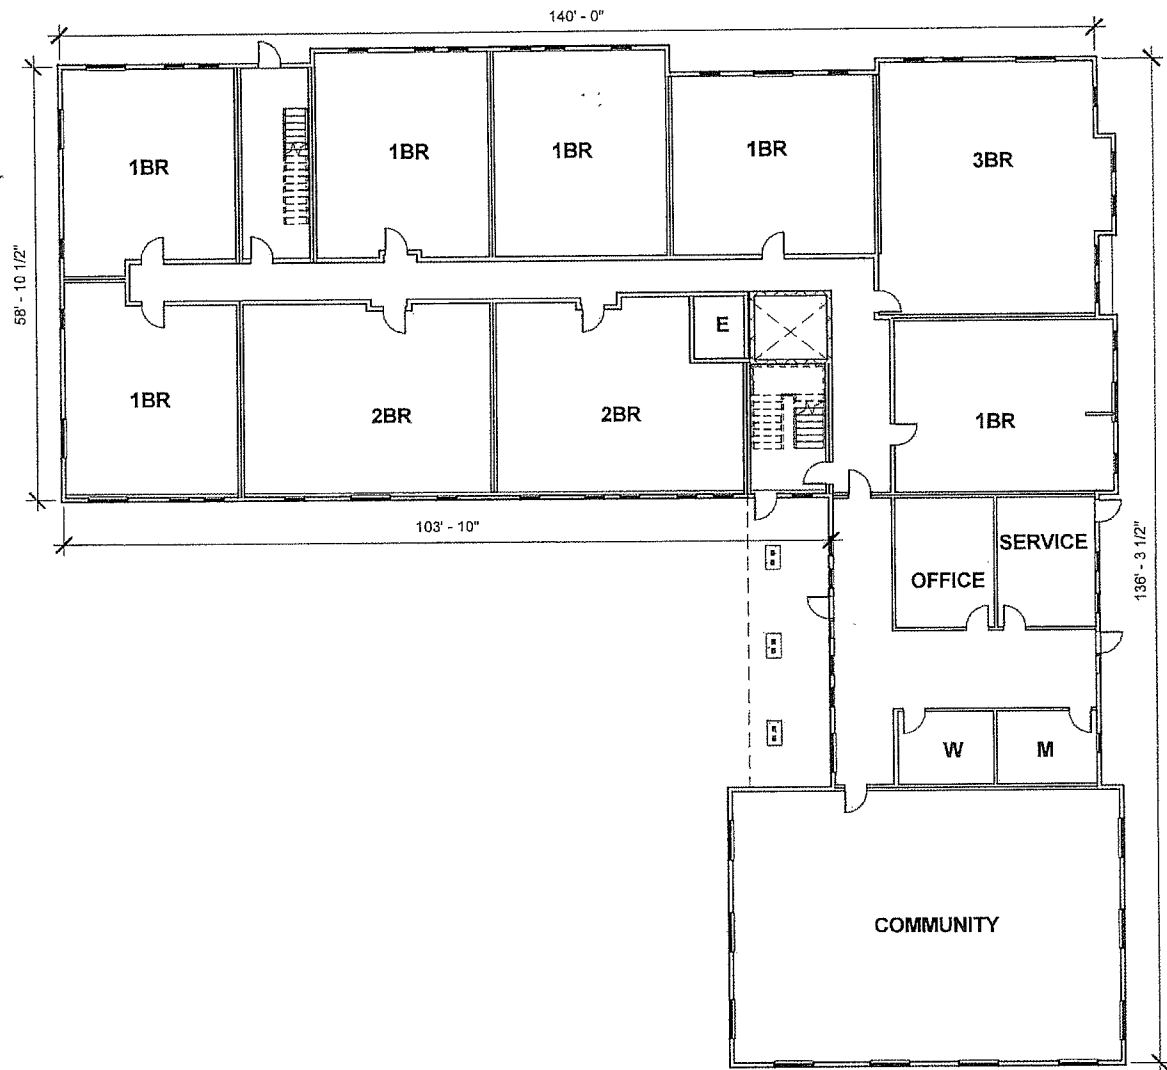 140' - 0"
1BR
1BR
1BR
1BR
3BR
58' - 10 1/2"
E
1BR
2BR
2BR
1BR
103' - 10"
136' - 3 1/2"
SERVICE
OFFICE
W
M
COMMUNITY